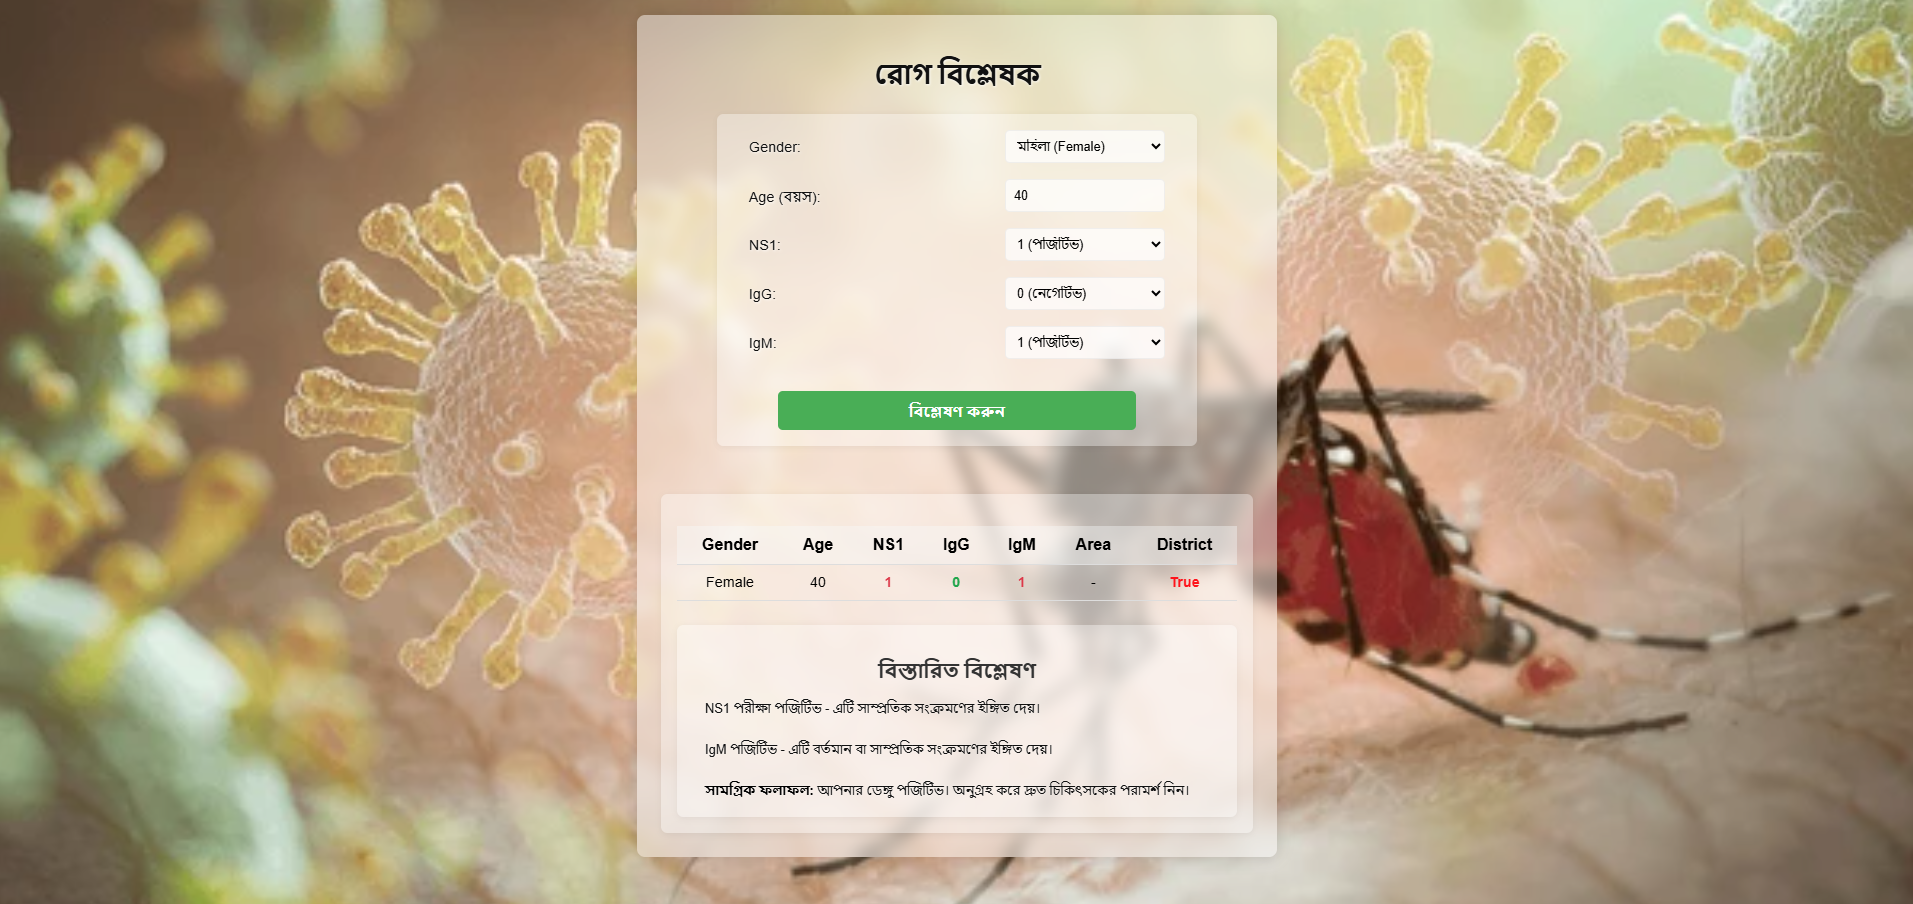 রোগ বিশ্লেষক
Gender: মহিলা (Female)
Age (বয়স): 40
NS1: 1 (পজিটিভ)
IgG: 0 (নেগেটিভ)
IgM: 1 (পজিটিভ)
বিশ্লেষণ করুন
Gender Age NS1 IgG IgM Area District
Female 40 1 0 1 - True
বিস্তারিত বিশ্লেষণ
NS1 পরীক্ষা পজিটিভ - এটি সাম্প্রতিক সংক্রমণের ইঙ্গিত দেয়।
IgM পজিটিভ - এটি বর্তমান বা সাম্প্রতিক সংক্রমণের ইঙ্গিত দেয়।
সামগ্রিক ফলাফল: আপনার ডেঙ্গু পজিটিভ। অনুগ্রহ করে দ্রুত চিকিৎসকের পরামর্শ নিন।